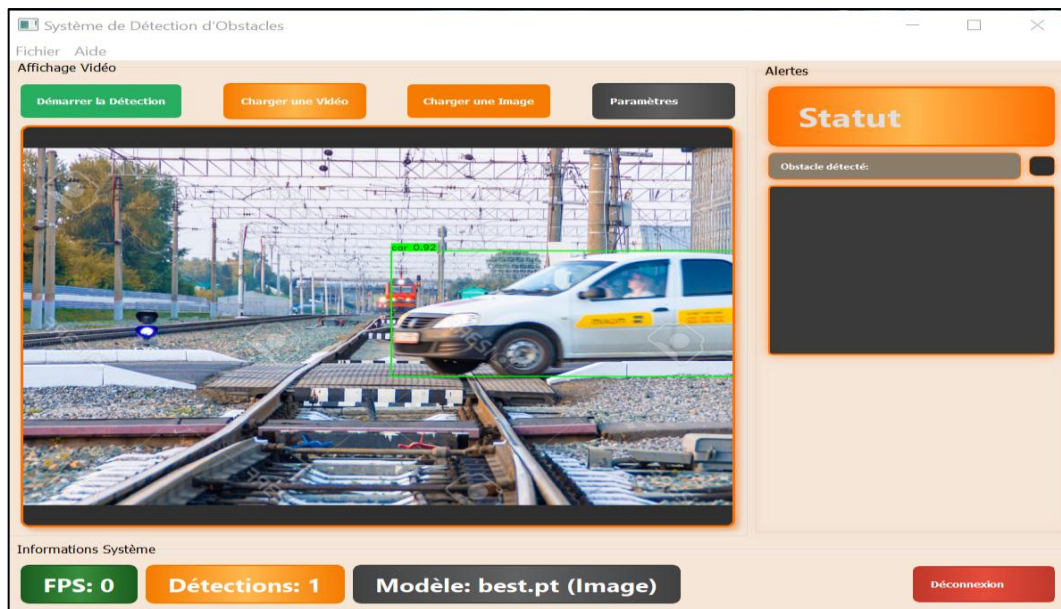 Système de Détection d'Obstacles
Fichier Aide
Affichage Vidéo
Démarrer la Détection
Charger une Vidéo
Charger une Image
Paramètres
car 0.92
Alertes
Statut
Obstacle détecté:
Informations Système
FPS: 0
Détections: 1
Modèle: best.pt (Image)
Déconnexion